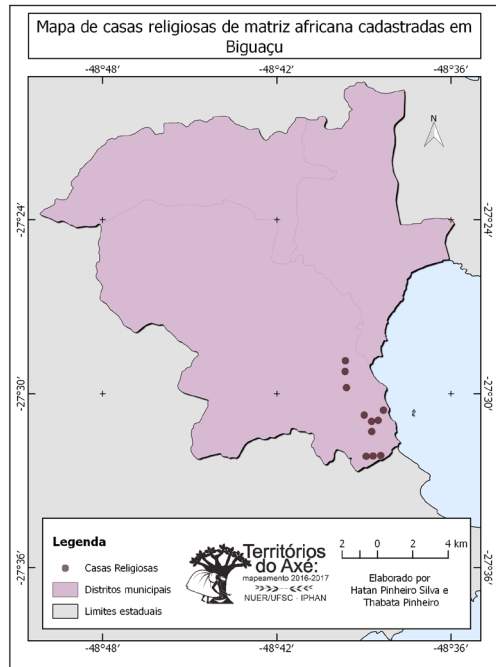 Mapa de casas religiosas de matriz africana cadastradas em
Biguaçu
-48°48′ -48°42′ -48°36′
N
-27°24′ -27°24′
-27°30′ -27°30′
-27°36′ -27°36′
Legenda
Casas Religiosas
Distritos municipais
Limites estaduais
Territórios
do Axé:
mapeamento 2016-2017
NUER/UFSC - IPHAN
2 0 2 4 km
Elaborado por
Hatan Pinheiro Silva e
Thabata Pinheiro
-48°48′ -48°42′ -48°36′